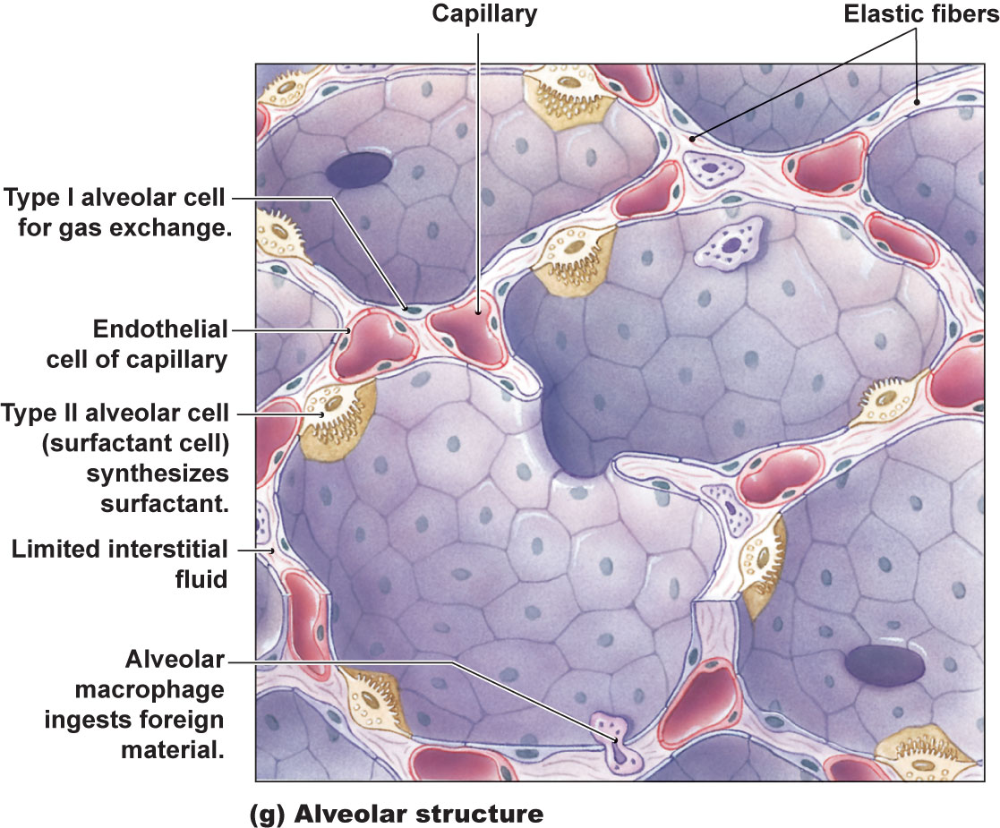 Capillary
Elastic fibers
Type I alveolar cell
for gas exchange.
Endothelial
cell of capillary
Type II alveolar cell
(surfactant cell)
synthesizes
surfactant.
Limited interstitial
fluid
Alveolar
macrophage
ingests foreign
material.
(g) Alveolar structure